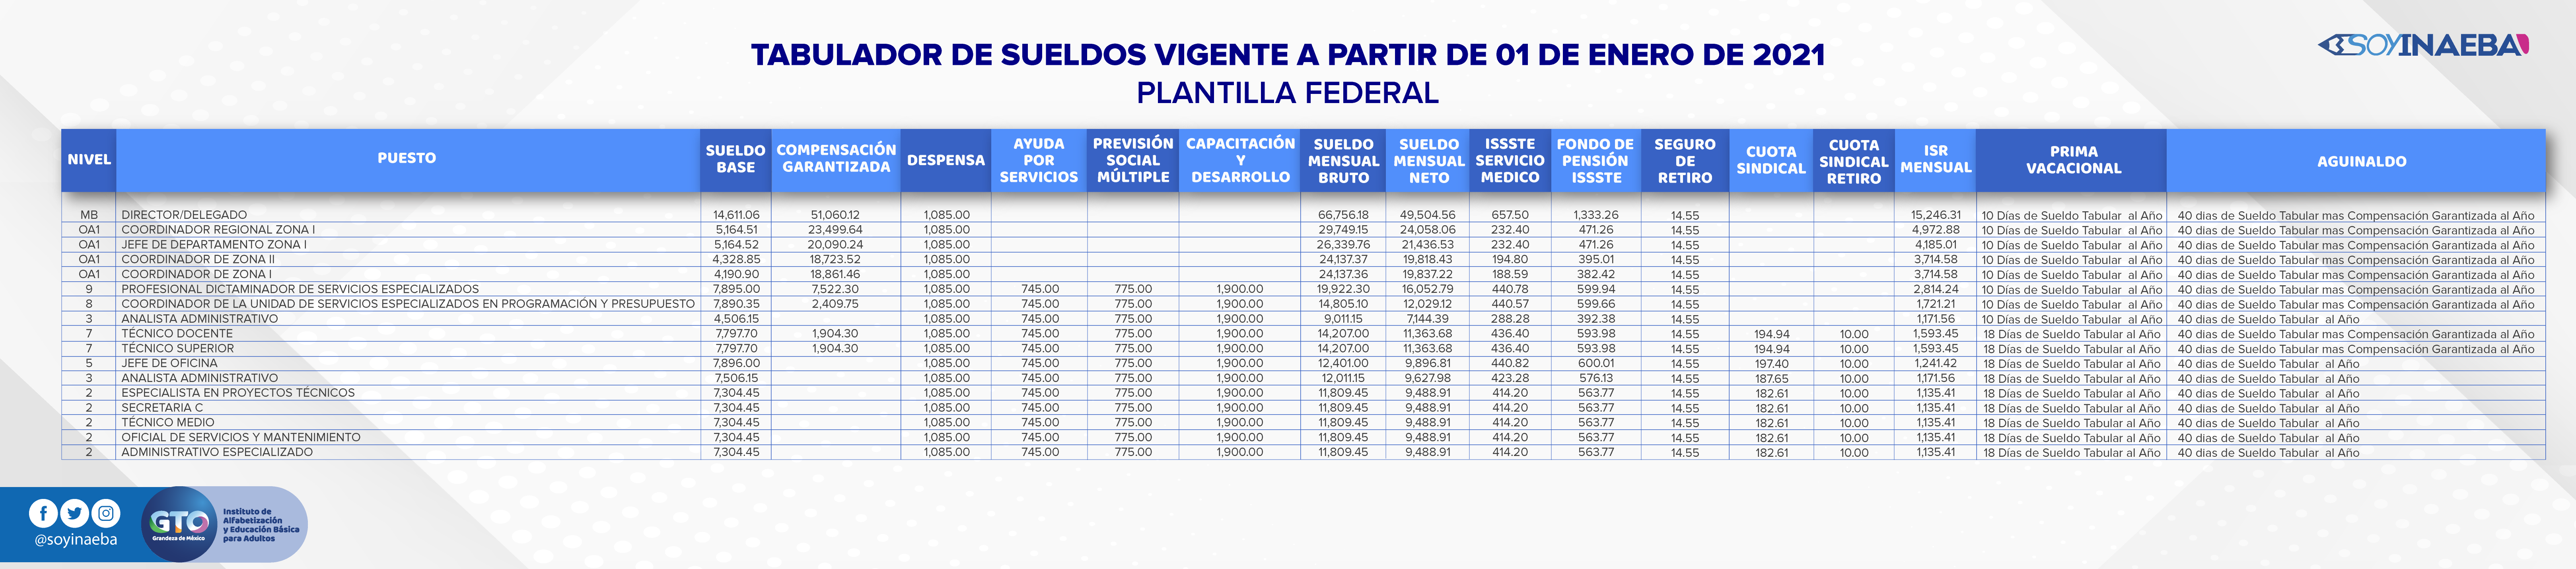 TABULADOR DE SUELDOS VIGENTE A PARTIR DE 01 DE ENERO DE 2021
PLANTILLA FEDERAL
SOYINAEBA
NIVEL PUESTO SUELDO BASE COMPENSACIÓN GARANTIZADA DESPENSA AYUDA POR SERVICIOS PREVISIÓN SOCIAL MÚLTIPLE CAPACITACIÓN Y DESARROLLO SUELDO MENSUAL BRUTO SUELDO MENSUAL NETO ISSSTE SERVICIO MEDICO FONDO DE PENSIÓN ISSSTE SEGURO DE RETIRO CUOTA SINDICAL CUOTA SINDICAL RETIRO ISR MENSUAL PRIMA VACACIONAL AGUINALDO
MB DIRECTOR/DELEGADO 14,611.06 51,060.12 1,085.00 66,756.18 49,504.56 657.50 1,333.26 14.55 15,246.31 10 Días de Sueldo Tabular al Año 40 dias de Sueldo Tabular mas Compensación Garantizada al Año
OA1 COORDINADOR REGIONAL ZONA I 5,164.51 23,499.64 1,085.00 29,749.15 24,058.06 232.40 471.26 14.55 4,972.88 10 Días de Sueldo Tabular al Año 40 dias de Sueldo Tabular mas Compensación Garantizada al Año
OA1 JEFE DE DEPARTAMENTO ZONA I 5,164.52 20,090.24 1,085.00 26,339.76 21,436.53 232.40 471.26 14.55 4,185.01 10 Días de Sueldo Tabular al Año 40 dias de Sueldo Tabular mas Compensación Garantizada al Año
OA1 COORDINADOR DE ZONA II 4,328.85 18,723.52 1,085.00 24,137.37 19,818.43 194.80 395.01 14.55 3,714.58 10 Días de Sueldo Tabular al Año 40 dias de Sueldo Tabular mas Compensación Garantizada al Año
OA1 COORDINADOR DE ZONA I 4,190.90 18,861.46 1,085.00 24,137.36 19,837.22 188.59 382.42 14.55 3,714.58 10 Días de Sueldo Tabular al Año 40 dias de Sueldo Tabular mas Compensación Garantizada al Año
9 PROFESIONAL DICTAMINADOR DE SERVICIOS ESPECIALIZADOS 7,895.00 7,522.30 1,085.00 745.00 775.00 1,900.00 19,922.30 16,052.79 440.78 599.94 14.55 2,814.24 10 Días de Sueldo Tabular al Año 40 dias de Sueldo Tabular mas Compensación Garantizada al Año
8 COORDINADOR DE LA UNIDAD DE SERVICIOS ESPECIALIZADOS EN PROGRAMACIÓN Y PRESUPUESTO 7,890.35 2,409.75 1,085.00 745.00 775.00 1,900.00 14,805.10 12,029.12 440.57 599.66 14.55 1,721.21 10 Días de Sueldo Tabular al Año 40 dias de Sueldo Tabular mas Compensación Garantizada al Año
3 ANALISTA ADMINISTRATIVO 4,506.15 1,085.00 745.00 775.00 1,900.00 9,011.15 7,144.39 288.28 392.38 14.55 1,171.56 10 Días de Sueldo Tabular al Año 40 dias de Sueldo Tabular al Año
7 TÉCNICO DOCENTE 7,797.70 1,904.30 1,085.00 745.00 775.00 1,900.00 14,207.00 11,363.68 436.40 593.98 14.55 194.94 10.00 1,593.45 18 Días de Sueldo Tabular al Año 40 dias de Sueldo Tabular mas Compensación Garantizada al Año
7 TÉCNICO SUPERIOR 7,797.70 1,904.30 1,085.00 745.00 775.00 1,900.00 14,207.00 11,363.68 436.40 593.98 14.55 194.94 10.00 1,593.45 18 Días de Sueldo Tabular al Año 40 dias de Sueldo Tabular mas Compensación Garantizada al Año
5 JEFE DE OFICINA 7,896.00 1,085.00 745.00 775.00 1,900.00 12,401.00 9,896.81 440.82 600.01 14.55 197.40 10.00 1,241.42 18 Días de Sueldo Tabular al Año 40 dias de Sueldo Tabular al Año
3 ANALISTA ADMINISTRATIVO 7,506.15 1,085.00 745.00 775.00 1,900.00 12,011.15 9,627.98 423.28 576.13 14.55 187.65 10.00 1,171.56 18 Días de Sueldo Tabular al Año 40 dias de Sueldo Tabular al Año
2 ESPECIALISTA EN PROYECTOS TÉCNICOS 7,304.45 1,085.00 745.00 775.00 1,900.00 11,809.45 9,488.91 414.20 563.77 14.55 182.61 10.00 1,135.41 18 Días de Sueldo Tabular al Año 40 dias de Sueldo Tabular al Año
2 SECRETARIA C 7,304.45 1,085.00 745.00 775.00 1,900.00 11,809.45 9,488.91 414.20 563.77 14.55 182.61 10.00 1,135.41 18 Días de Sueldo Tabular al Año 40 dias de Sueldo Tabular al Año
2 TÉCNICO MEDIO 7,304.45 1,085.00 745.00 775.00 1,900.00 11,809.45 9,488.91 414.20 563.77 14.55 182.61 10.00 1,135.41 18 Días de Sueldo Tabular al Año 40 dias de Sueldo Tabular al Año
2 OFICIAL DE SERVICIOS Y MANTENIMIENTO 7,304.45 1,085.00 745.00 775.00 1,900.00 11,809.45 9,488.91 414.20 563.77 14.55 182.61 10.00 1,135.41 18 Días de Sueldo Tabular al Año 40 dias de Sueldo Tabular al Año
2 ADMINISTRATIVO ESPECIALIZADO 7,304.45 1,085.00 745.00 775.00 1,900.00 11,809.45 9,488.91 414.20 563.77 14.55 182.61 10.00 1,135.41 18 Días de Sueldo Tabular al Año 40 dias de Sueldo Tabular al Año
@soyinaeba
GTO
Grandeza de México
Instituto de
Alfabetización
y Educación Básica
para Adultos